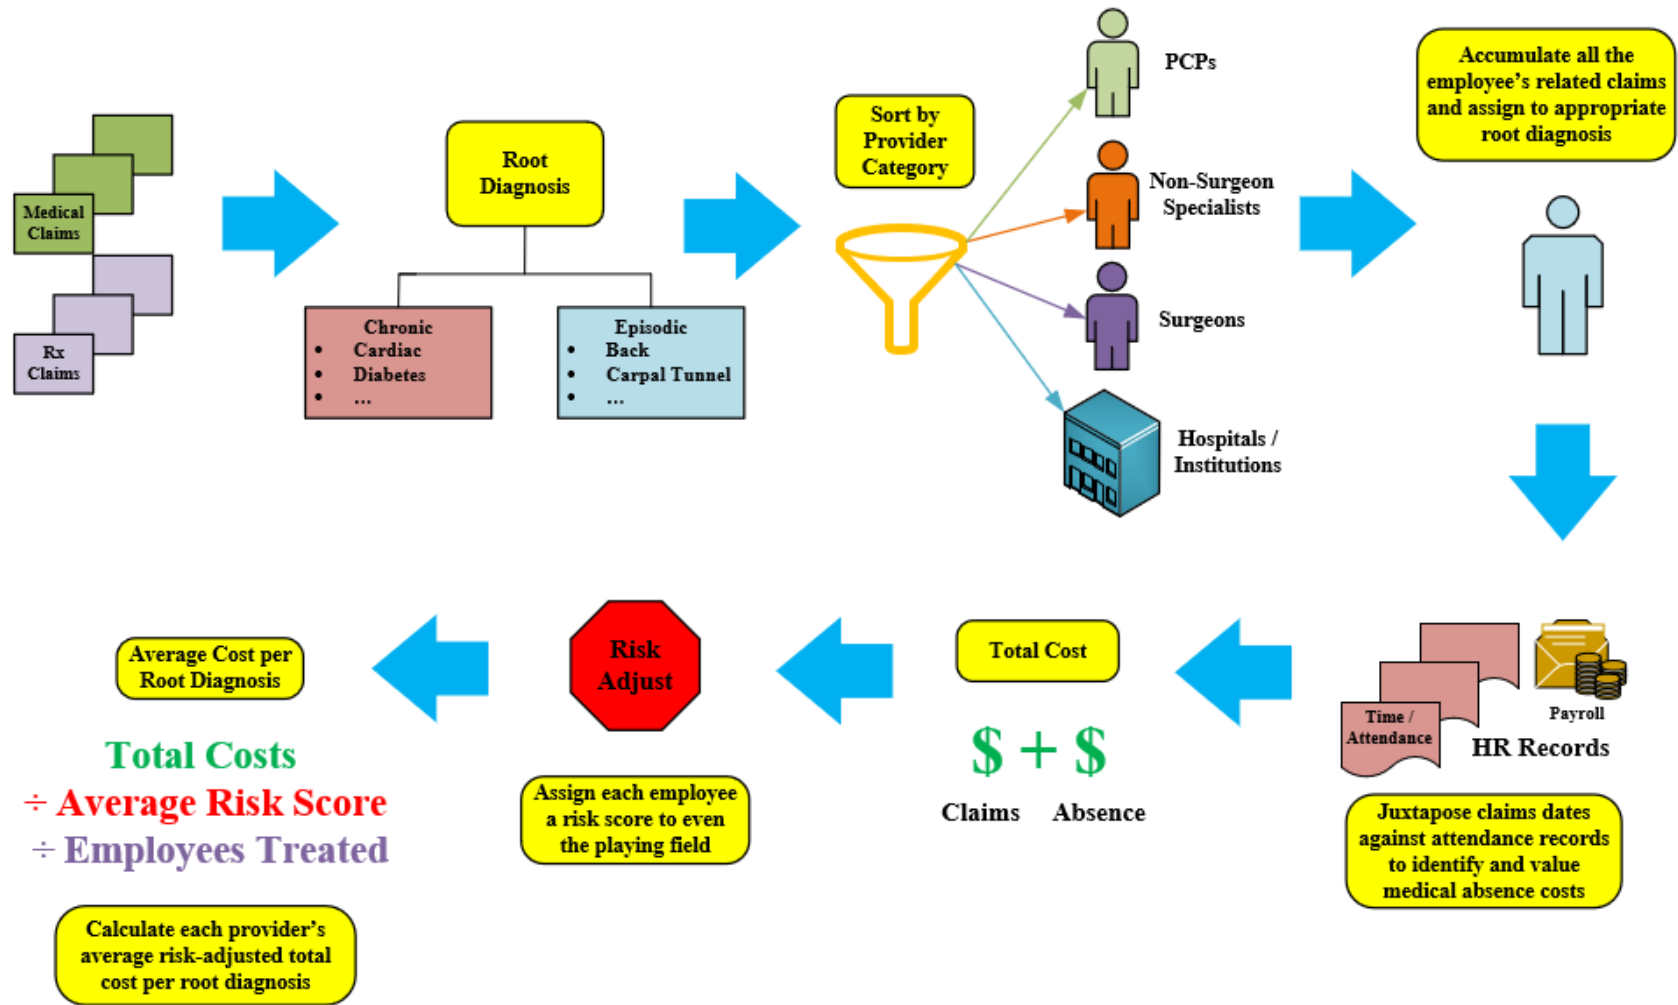 Medical
Claims
Rx
Claims
Root
Diagnosis
Chronic
• Cardiac
• Diabetes
• ...
Episodic
• Back
• Carpal Tunnel
• ...
Sort by
Provider
Category
PCPs
Non-Surgeon
Specialists
Surgeons
Hospitals /
Institutions
Accumulate all the
employee's related claims
and assign to appropriate
root diagnosis
Time /
Attendance
Payroll
HR Records
Juxtapose claims dates
against attendance records
to identify and value
medical absence costs
Total Cost
$ + $
Claims Absence
Risk
Adjust
Assign each employee
a risk score to even
the playing field
Average Cost per
Root Diagnosis
Total Costs
÷ Average Risk Score
÷ Employees Treated
Calculate each provider's
average risk-adjusted total
cost per root diagnosis